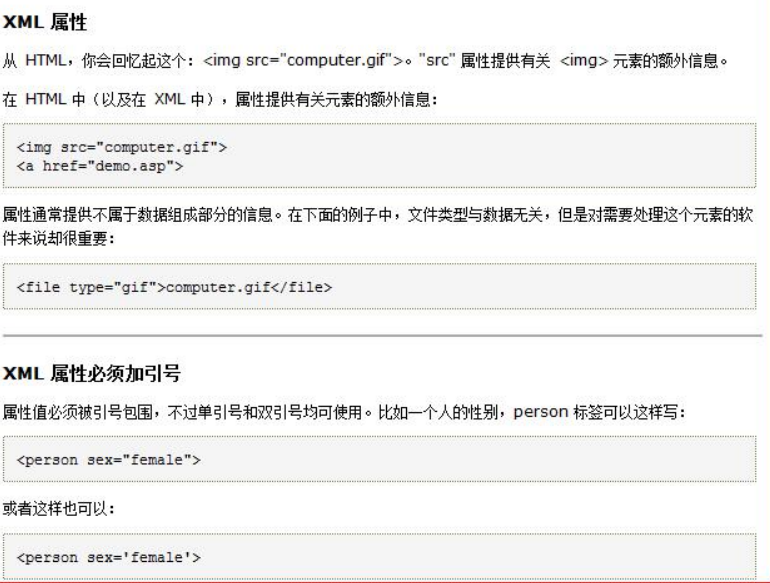 XML 属性
从 HTML，你会回忆起这个：<img src="computer.gif">。"src" 属性提供有关 <img> 元素的额外信息。
在 HTML 中（以及在 XML 中），属性提供有关元素的额外信息：
<img src="computer.gif">
<a href="demo.asp">
属性通常提供不属于数据组成部分的信息。在下面的例子中，文件类型与数据无关，但是对需要处理这个元素的软
件来说却很重要：
<file type="gif">computer.gif</file>
XML 属性必须加引号
属性值必须被引号包围，不过单引号和双引号均可使用。比如一个人的性别，person 标签可以这样写：
<person sex="female">
或者这样也可以：
<person sex='female'>